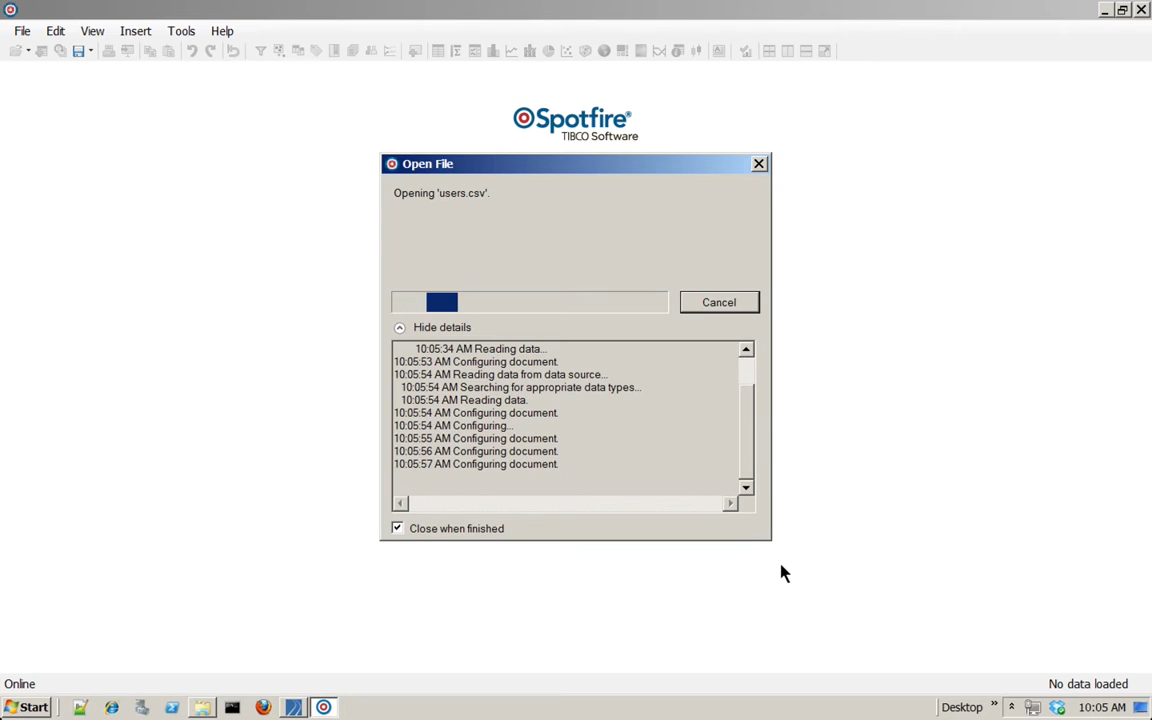 File Edit View Insert Tools Help
Spotfire®
TIBCO Software
Open File
Opening 'users.csv'.
Cancel
Hide details
10:05:34 AM Reading data...
10:05:53 AM Configuring document.
10:05:54 AM Reading data from data source...
10:05:54 AM Searching for appropriate data types...
10:05:54 AM Reading data.
10:05:54 AM Configuring document.
10:05:54 AM Configuring...
10:05:55 AM Configuring document.
10:05:56 AM Configuring document.
10:05:57 AM Configuring document.
Close when finished
Online No data loaded
Start Desktop » 10:05 AM